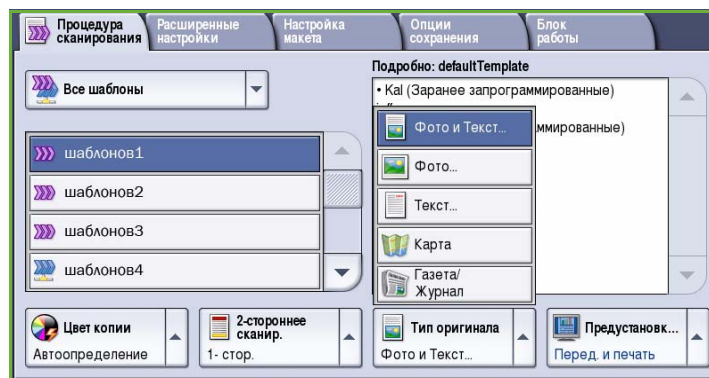 Процедура сканирования
Расширенные настройки
Настройка макета
Опции сохранения
Блок работы
Все шаблоны
Подробно: defaultTemplate
• Kal (Заранее запрограммированные)
ммированные)
шаблонов1
шаблонов2
шаблонов3
шаблонов4
Фото и Текст...
Фото...
Текст...
Карта
Газета/
Журнал
Цвет копии
Автоопределение
2-стороннее
сканир.
1- стор.
Тип оригинала
Фото и Текст...
Предустановк...
Перед. и печать